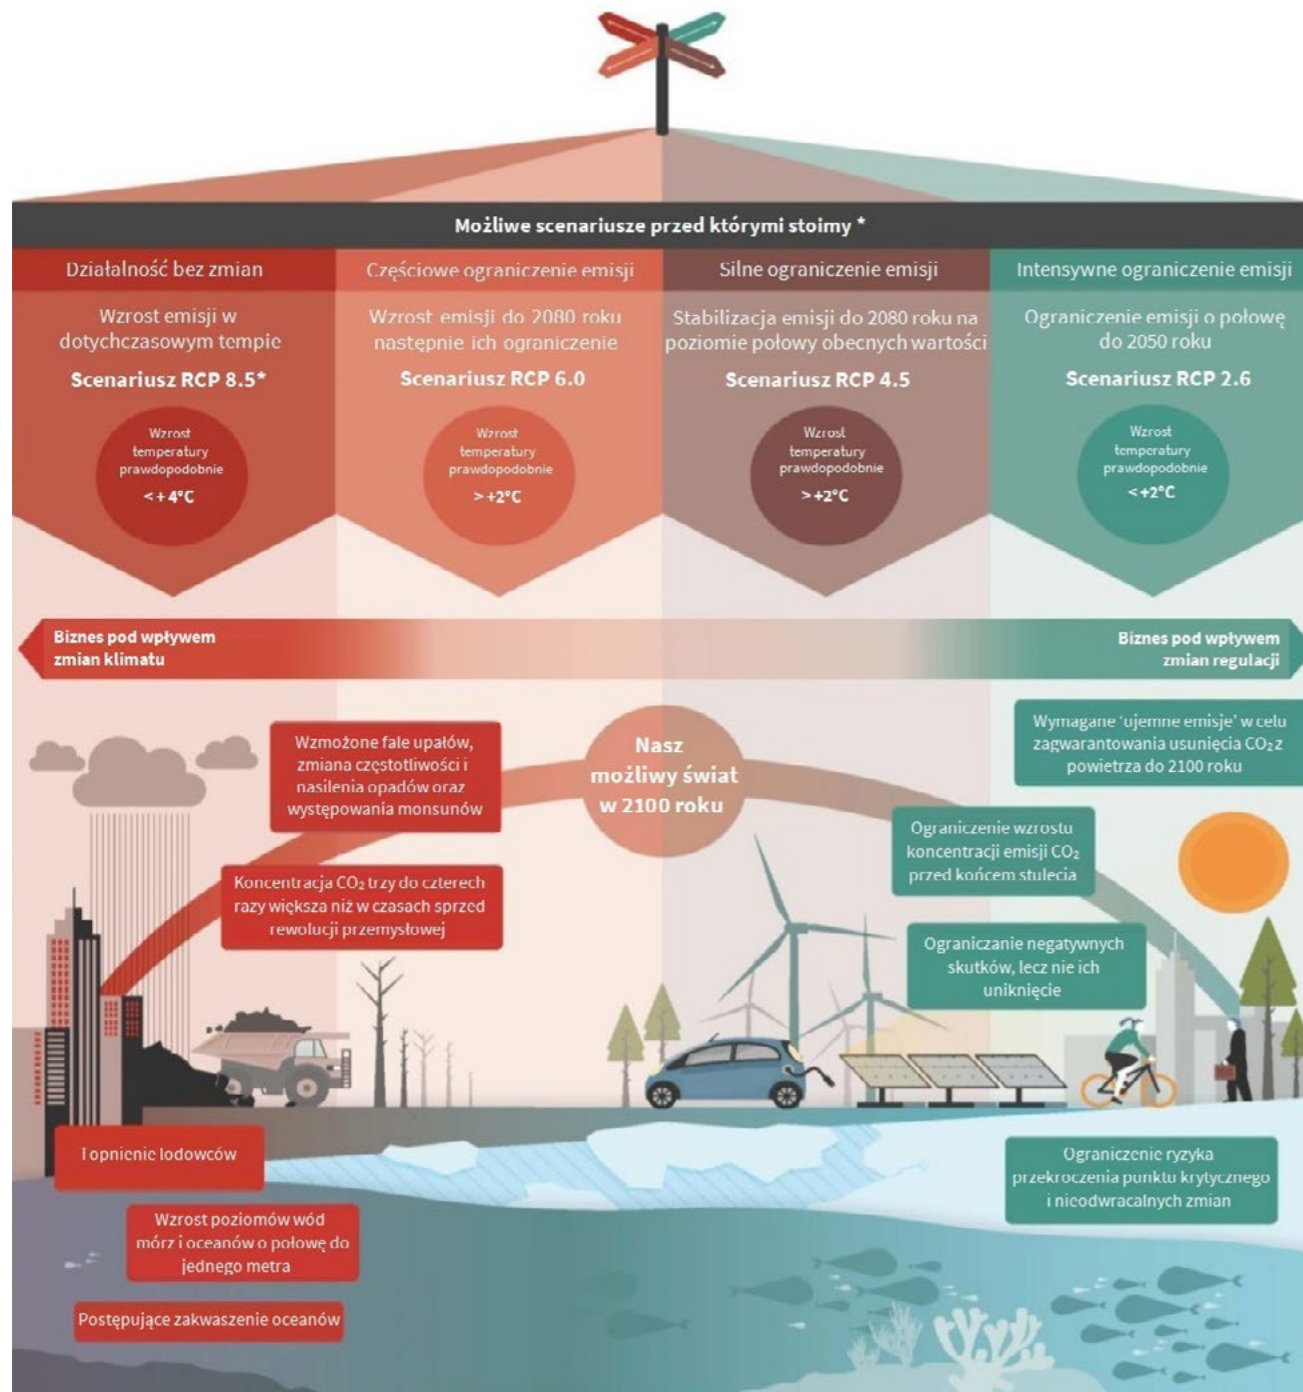 Możliwe scenariusze przed którymi stoimy *
Działalność bez zmian
Wzrost emisji w
dotychczasowym tempie
Scenariusz RCP 8.5*
Wzrost
temperatury
prawdopodobnie
< + 4°C
Częściowe ograniczenie emisji
Wzrost emisji do 2080 roku
następnie ich ograniczenie
Scenariusz RCP 6.0
Wzrost
temperatury
prawdopodobnie
> +2°C
Silne ograniczenie emisji
Stabilizacja emisji do 2080 roku na
poziomie połowy obecnych wartości
Scenariusz RCP 4.5
Wzrost
temperatury
prawdopodobnie
> +2°C
Intensywne ograniczenie emisji
Ograniczenie emisji o połowę
do 2050 roku
Scenariusz RCP 2.6
Wzrost
temperatury
prawdopodobnie
< +2°C
Biznes pod wpływem
zmian klimatu
Biznes pod wpływem
zmian regulacji
Wzmożone fale upałów,
zmiana częstotliwości i
nasilenia opadów oraz
występowania monsunów
Nasz
możliwy świat
w 2100 roku
Wymagane 'ujemne emisje' w celu
zagwarantowania usunięcia CO₂ z
powietrza do 2100 roku
Koncentracja CO₂ trzy do czterech
razy większa niż w czasach sprzed
rewolucji przemysłowej
Ograniczenie wzrostu
koncentracji emisji CO₂
przed końcem stulecia
Ograniczanie negatywnych
skutków, lecz nie ich
uniknięcie
Topnienie lodowców
Wzrost poziomów wód
mórz i oceanów o połowę do
jednego metra
Postępujące zakwaszenie oceanów
Ograniczenie ryzyka
przekroczenia punktu krytycznego
i nieodwracalnych zmian